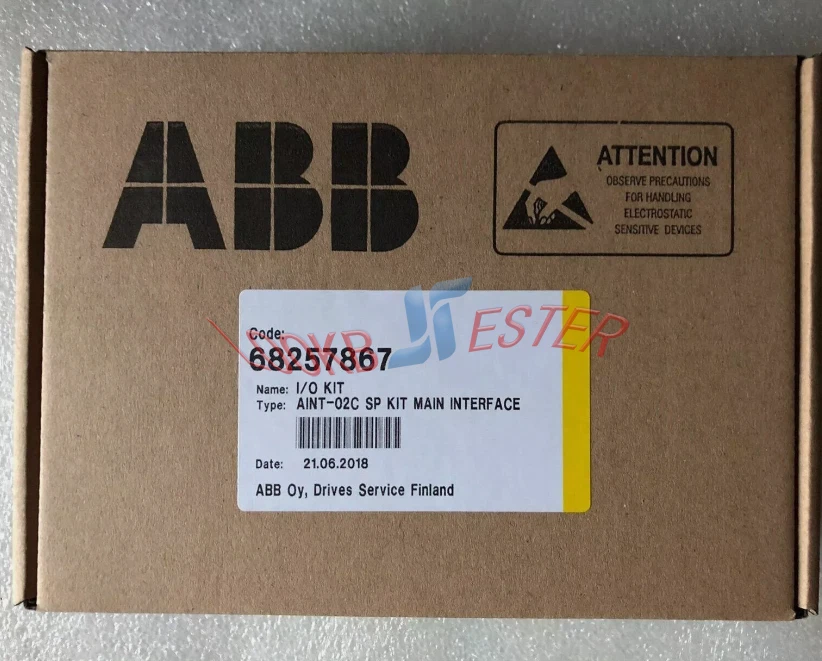 ABB
ATTENTION
OBSERVE PRECAUTIONS
FOR HANDLING
ELECTROSTATIC
SENSITIVE DEVICES
Code:
68257867
Name: I/O KIT
Type: AINT-02C SP KIT MAIN INTERFACE
Date: 21.06.2018
ABB Oy, Drives Service Finland
ESTER